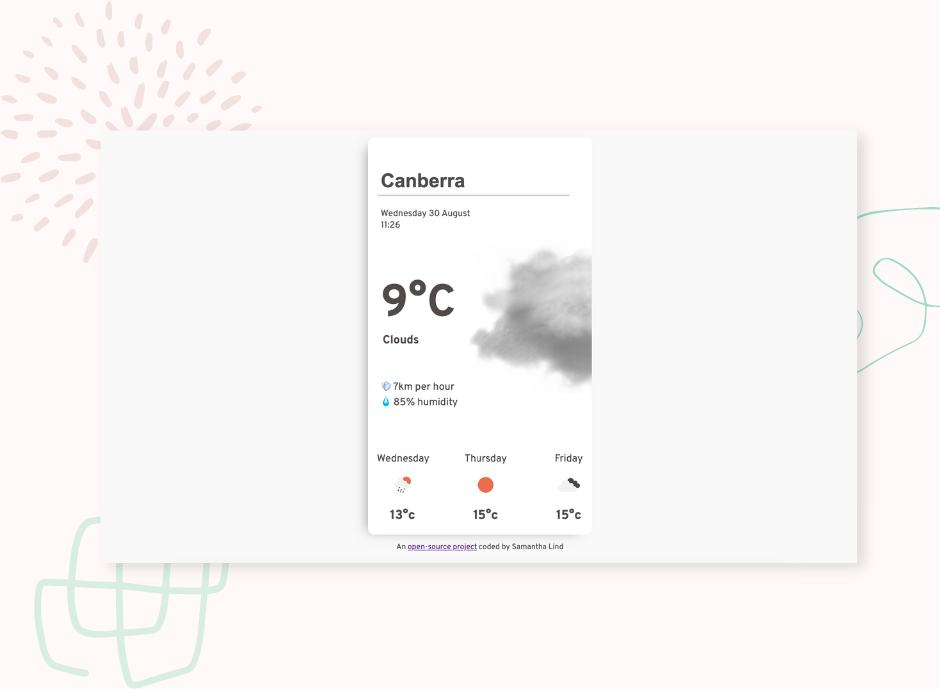 Canberra
Wednesday 30 August
11:26
9°C
Clouds
7km per hour
85% humidity
Wednesday Thursday Friday
13°c 15°c 15°c
An open-source project coded by Samantha Lind